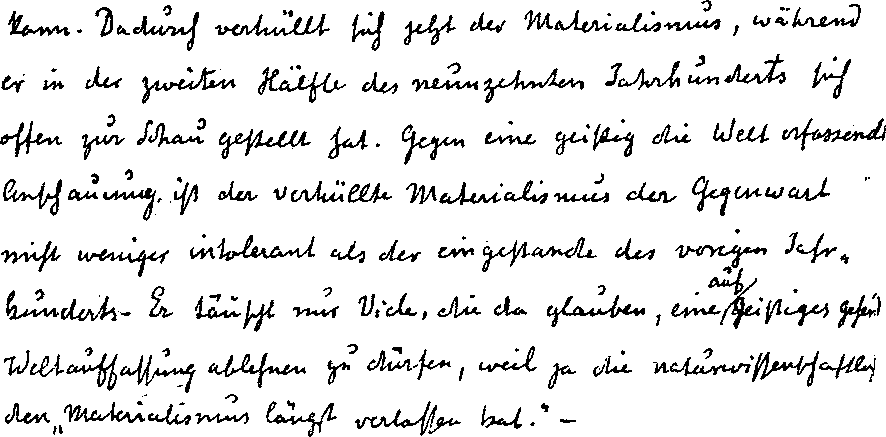 kann. Dadurch verhüllt sich jetzt der Materialismus, während
er in der zweiten Hälfte des neunzehnten Jahrhunderts sich
offen zur Schau gestellt hat. Gegen eine geistig die Welt erfassende
Anschauung ist der verhüllte Materialismus der Gegenwart
nicht weniger intolerant als der eingestande des vorigen Jahr„
hunderts. Er täuscht nur Viele, die da glauben, eine auf Geistiges gehend
Weltauffassung ablehnen zu dürfen, weil ja die naturwissenschaftlich
den „Materialismus längst verlassen hat." –